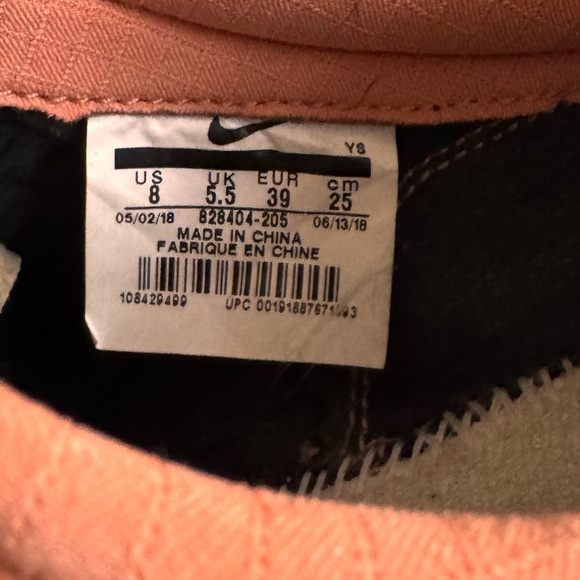 YS
US UK EUR cm
8 5.5 39 25
05/02/18 828404-205 06/13/18
MADE IN CHINA
FABRIQUE EN CHINE
108429499 UPC